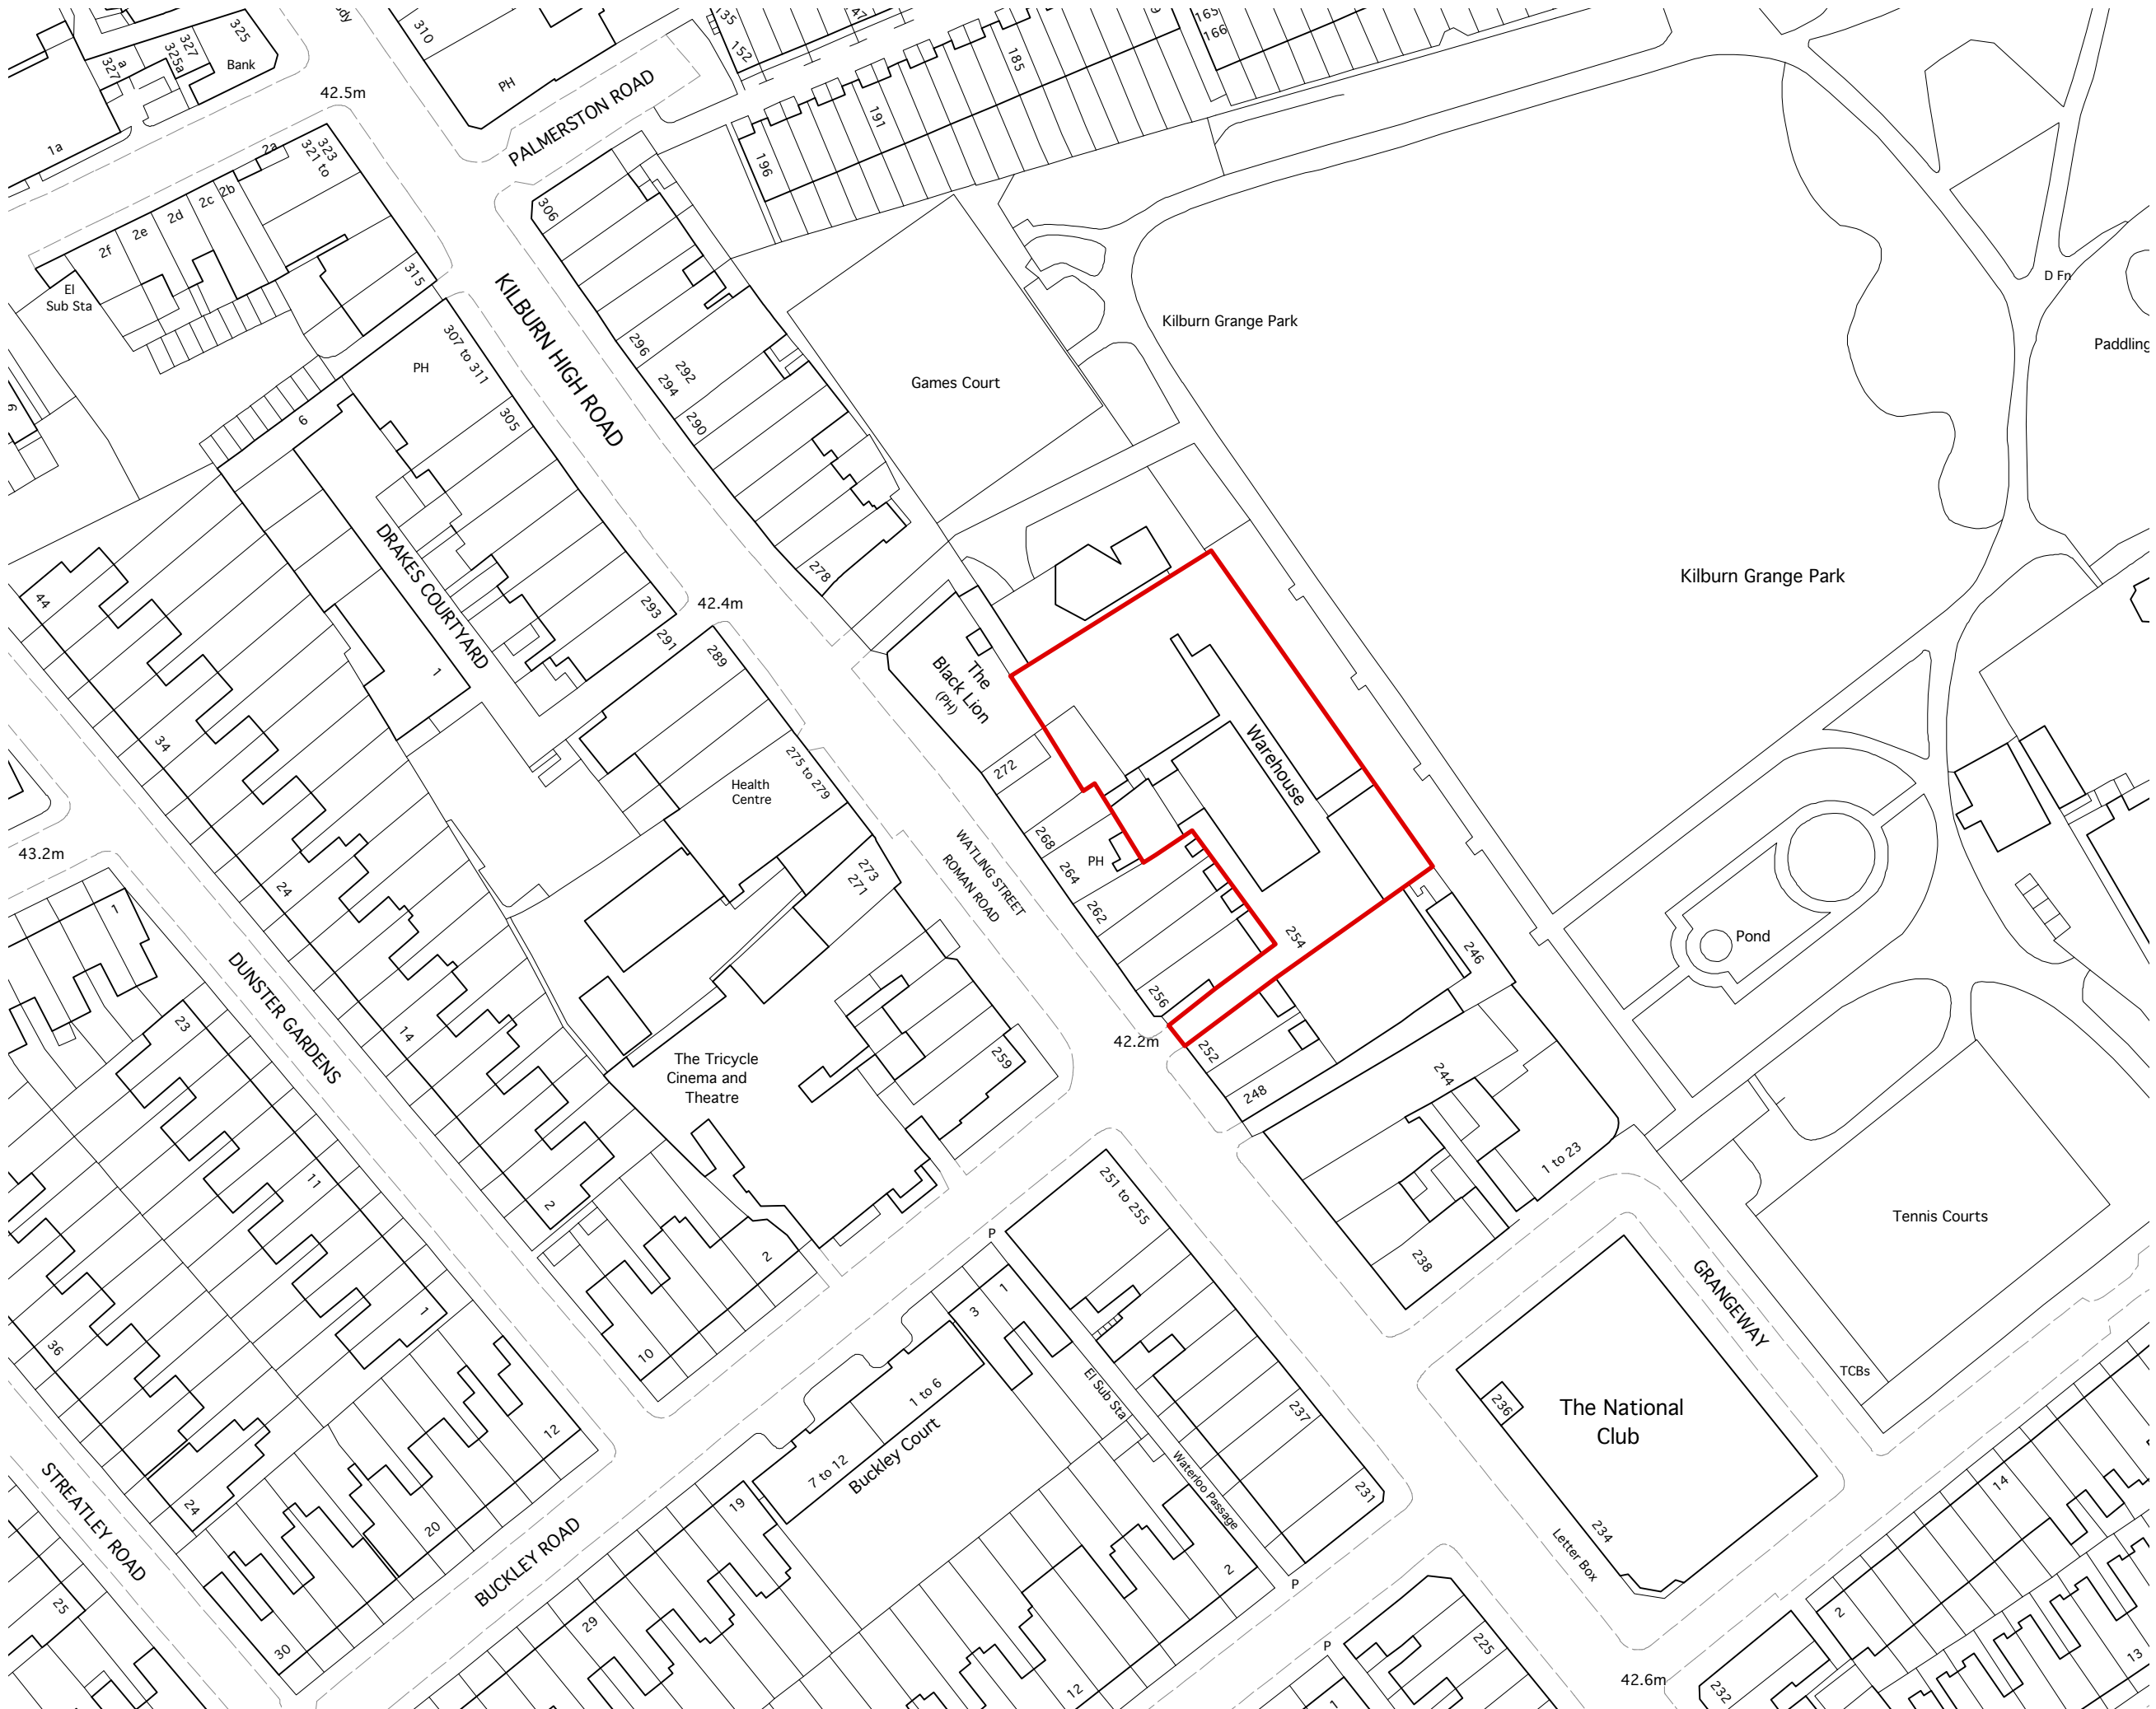 325
327
325a
327
a
Bank
1a
42.5m
310
PH
PALMERSTON ROAD
135
152
47
165
166
185
191
196
2a
323
321 to
2b
2c
2d
2e
2f
El
Sub Sta
315
306
KILBURN HIGH ROAD
307 to 311
PH
305
6
296
292
294
290
278
Games Court
Kilburn Grange Park
D Fn
Paddling
Kilburn Grange Park
DRAKES COURTYARD
44
34
24
14
2
1
293
291
289
42.4m
The
Black Lion
(PH)
272
268
264
PH
262
256
Warehouse
254
246
Health
Centre
275 to 279
273
271
WATLING STREET
ROMAN ROAD
Pond
43.2m
1
DUNSTER GARDENS
23
11
1
The Tricycle
Cinema and
Theatre
259
42.2m
252
248
244
1 to 23
238
251 to 255
P
Tennis Courts
GRANGEWAY
TCBs
2
10
3
1
1 to 6
7 to 12
Buckley Court
El Sub Sta
Waterloo Passage
237
231
236
The National
Club
234
Letter Box
36
24
12
20
30
STREATLEY ROAD
25
BUCKLEY ROAD
19
29
2
12
P
P
1
225
42.6m
232
14
2
13